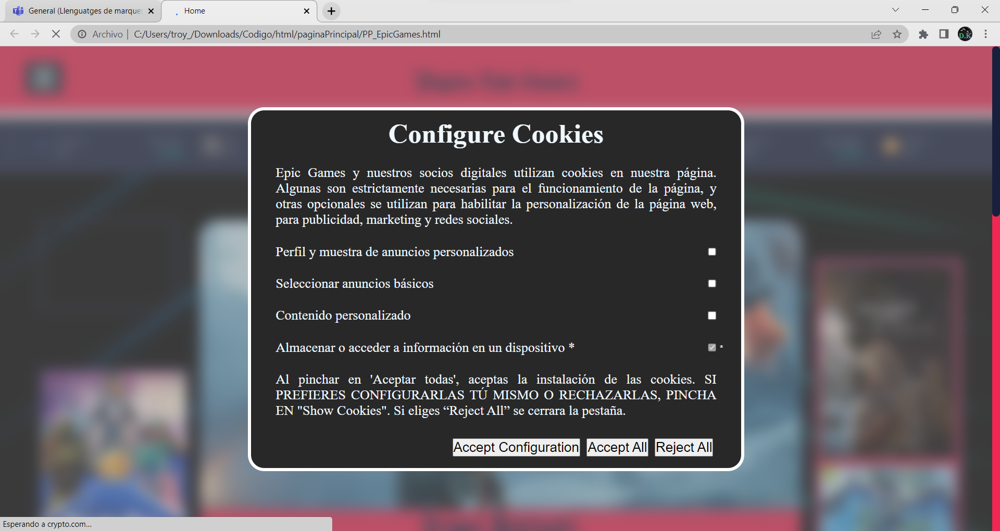 General (Llenguatges de marques
Home
Archivo | C:/Users/troy_/Downloads/Codigo/html/paginaPrincipal/PP_EpicGames.html
D.K
Configure Cookies
Epic Games y nuestros socios digitales utilizan cookies en nuestra página.
Algunas son estrictamente necesarias para el funcionamiento de la página, y
otras opcionales se utilizan para habilitar la personalización de la página web,
para publicidad, marketing y redes sociales.
Perfil y muestra de anuncios personalizados
Seleccionar anuncios básicos
Contenido personalizado
Almacenar o acceder a información en un dispositivo * *
Al pinchar en 'Aceptar todas', aceptas la instalación de las cookies. SI
PREFIERES CONFIGURARLAS TÚ MISMO O RECHAZARLAS, PINCHA
EN "Show Cookies". Si eliges “Reject All” se cerrara la pestaña.
Accept Configuration Accept All Reject All
Esperando a crypto.com...